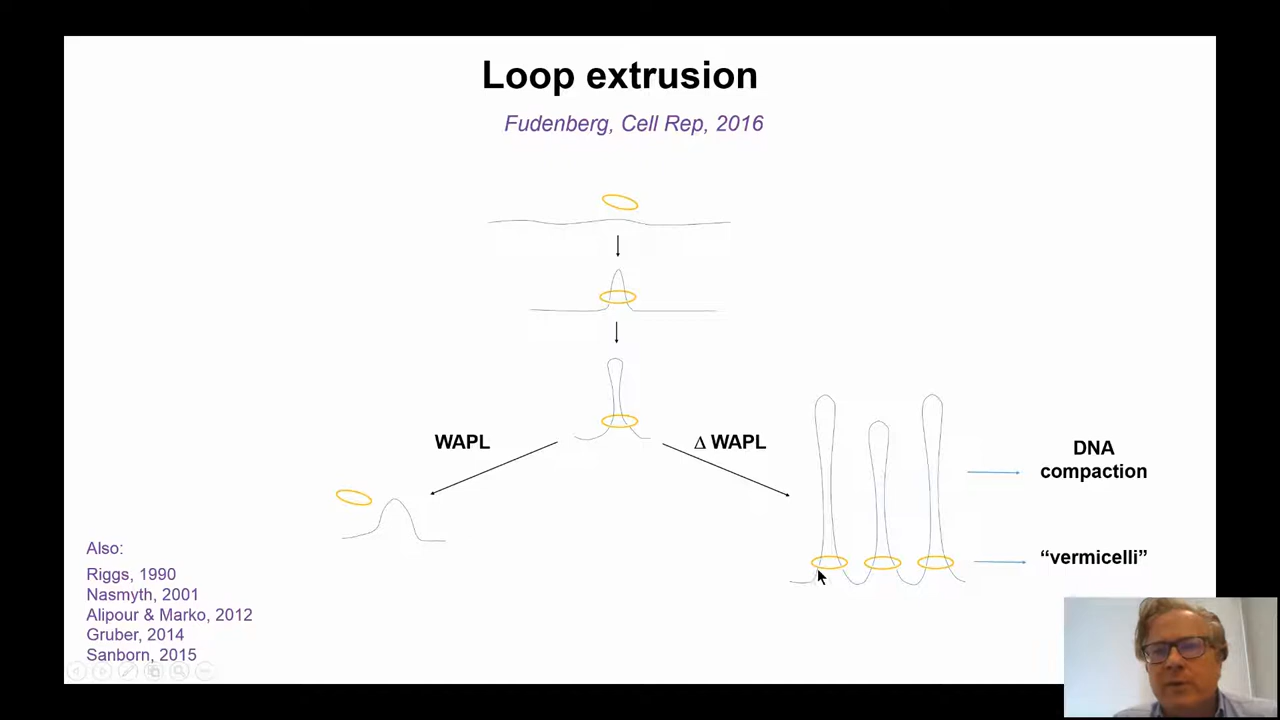 Loop extrusion
Fudenberg, Cell Rep, 2016
WAPL
Δ WAPL
DNA
compaction
“vermicelli”
Also:
Riggs, 1990
Nasmyth, 2001
Alipour & Marko, 2012
Gruber, 2014
Sanborn, 2015